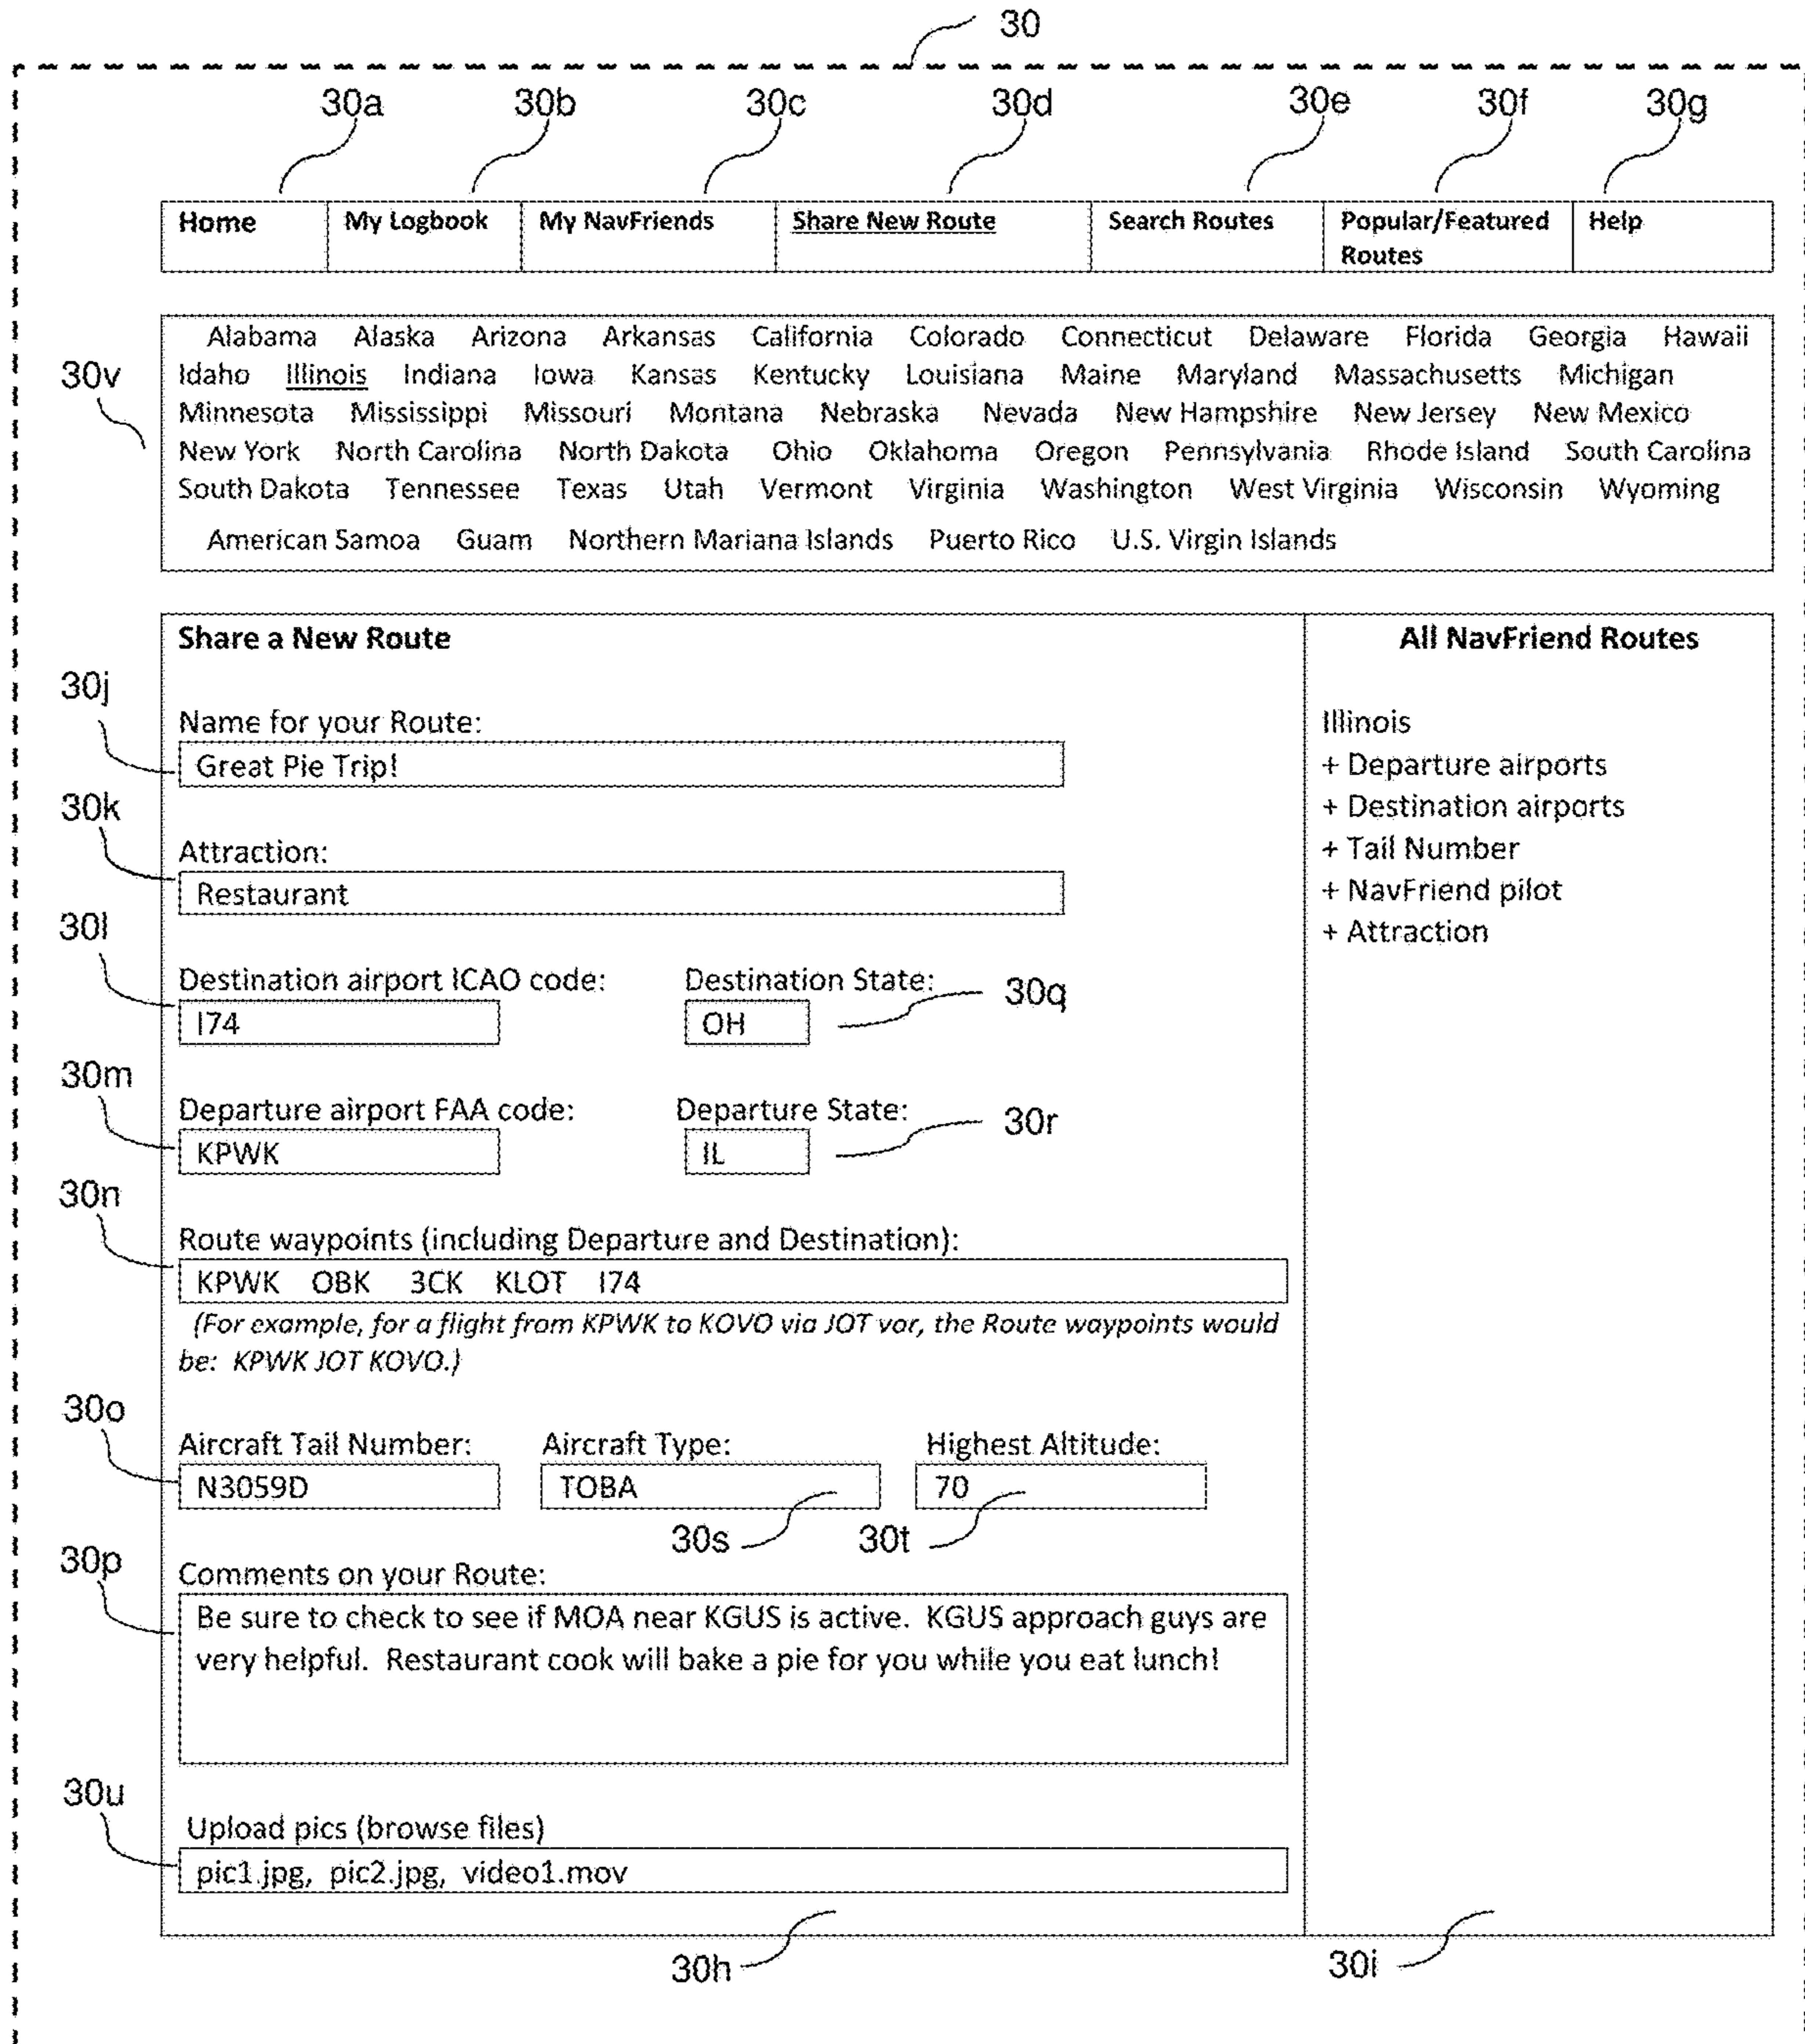 30
30a 30b 30c 30d 30e 30f 30g
Home My Logbook My NavFriends Share New Route Search Routes Popular/Featured Routes Help
30v
Alabama Alaska Arizona Arkansas California Colorado Connecticut Delaware Florida Georgia Hawaii
Idaho Illinois Indiana Iowa Kansas Kentucky Louisiana Maine Maryland Massachusetts Michigan
Minnesota Mississippi Missouri Montana Nebraska Nevada New Hampshire New Jersey New Mexico
New York North Carolina North Dakota Ohio Oklahoma Oregon Pennsylvania Rhode Island South Carolina
South Dakota Tennessee Texas Utah Vermont Virginia Washington West Virginia Wisconsin Wyoming
American Samoa Guam Northern Mariana Islands Puerto Rico U.S. Virgin Islands
Share a New Route
30j
Name for your Route:
Great Pie Trip!
30k
Attraction:
Restaurant
30l
Destination airport ICAO code: Destination State:
I74 OH 30q
30m
Departure airport FAA code: Departure State:
KPWK IL 30r
30n
Route waypoints (including Departure and Destination):
KPWK OBK 3CK KLOT I74
(For example, for a flight from KPWK to KOVO via JOT vor, the Route waypoints would
be: KPWK JOT KOVO.)
30o
Aircraft Tail Number: Aircraft Type: Highest Altitude:
N3059D TOBA 70
30s 30t
30p
Comments on your Route:
Be sure to check to see if MOA near KGUS is active. KGUS approach guys are
very helpful. Restaurant cook will bake a pie for you while you eat lunch!
30u
Upload pics (browse files)
pic1.jpg, pic2.jpg, video1.mov
30h
All NavFriend Routes
Illinois
+ Departure airports
+ Destination airports
+ Tail Number
+ NavFriend pilot
+ Attraction
30i